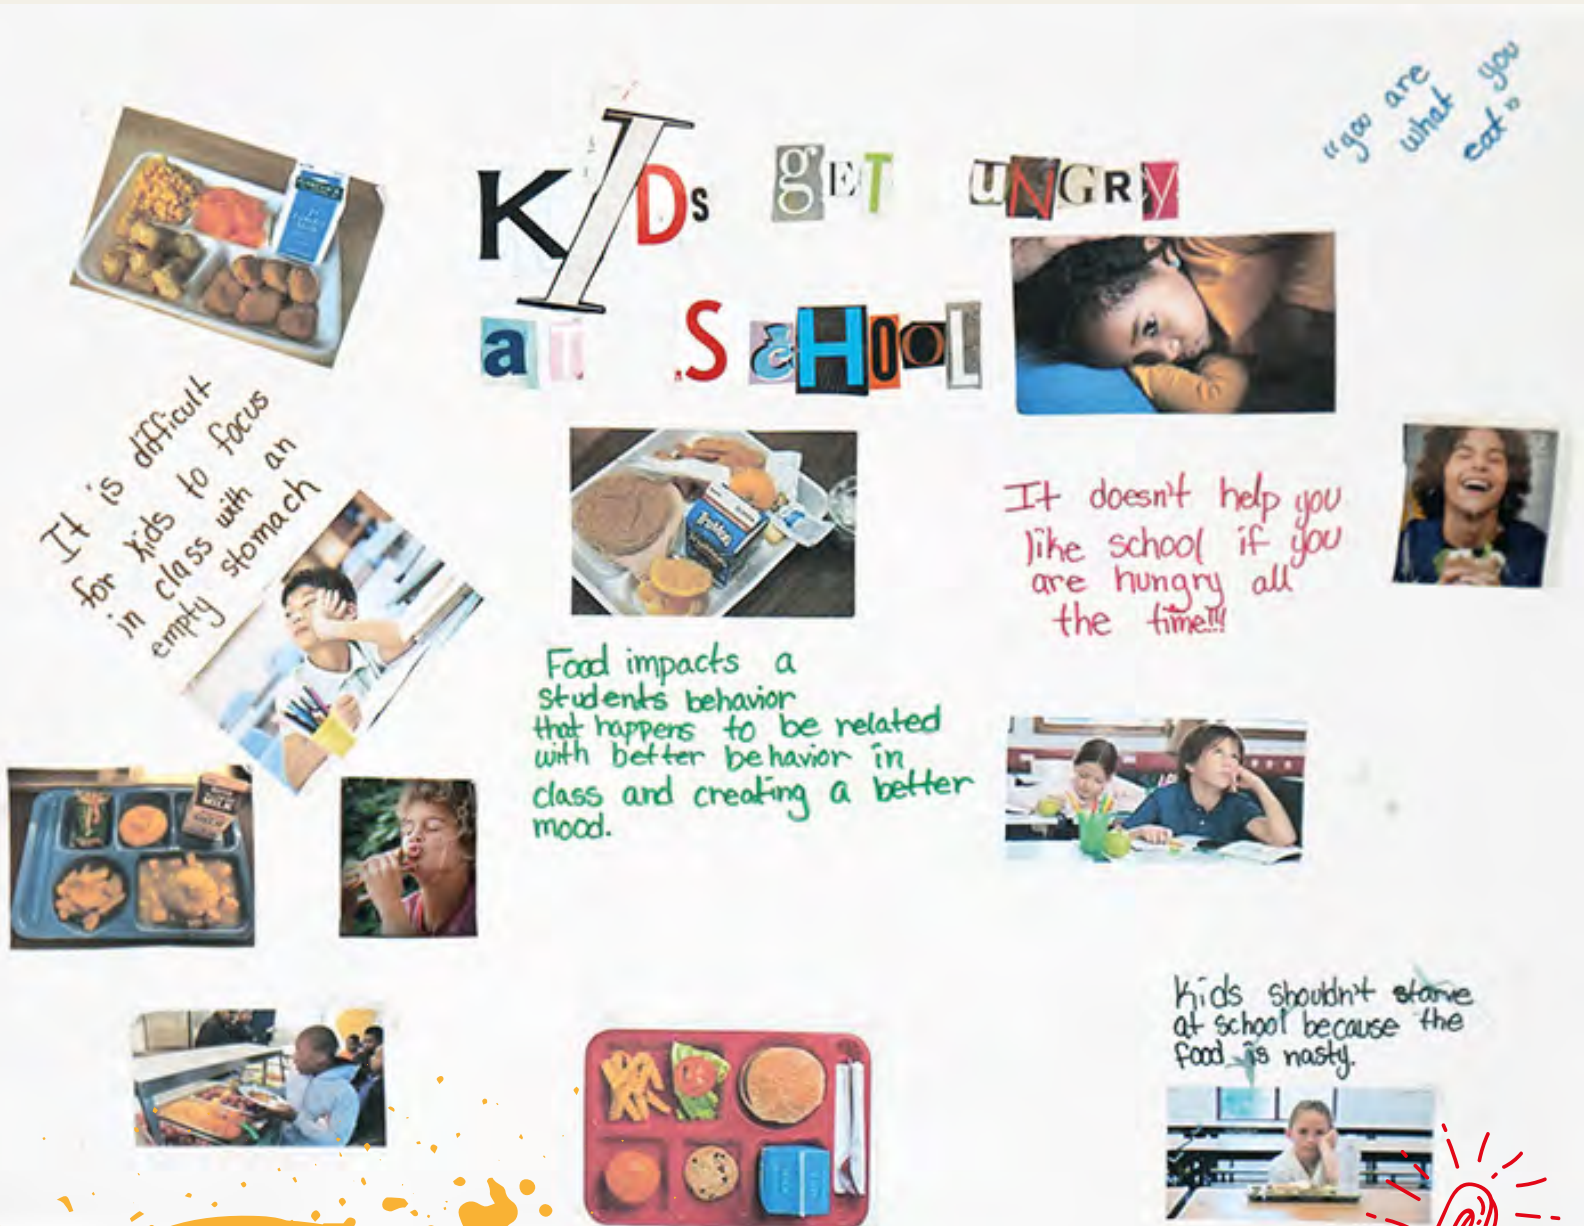 "you are
what you
eat"
KIDs gET UNGRy
aT ScHOOL
It is difficult
for kids to focus
in class with an
empty stomach
It doesn't help you
like school if you
are hungry all
the time!!!
Food impacts a
students behavior
that happens to be related
with better behavior in
class and creating a better
mood.
MILK
Kids shouldn't starve
at school because the
food is nasty.